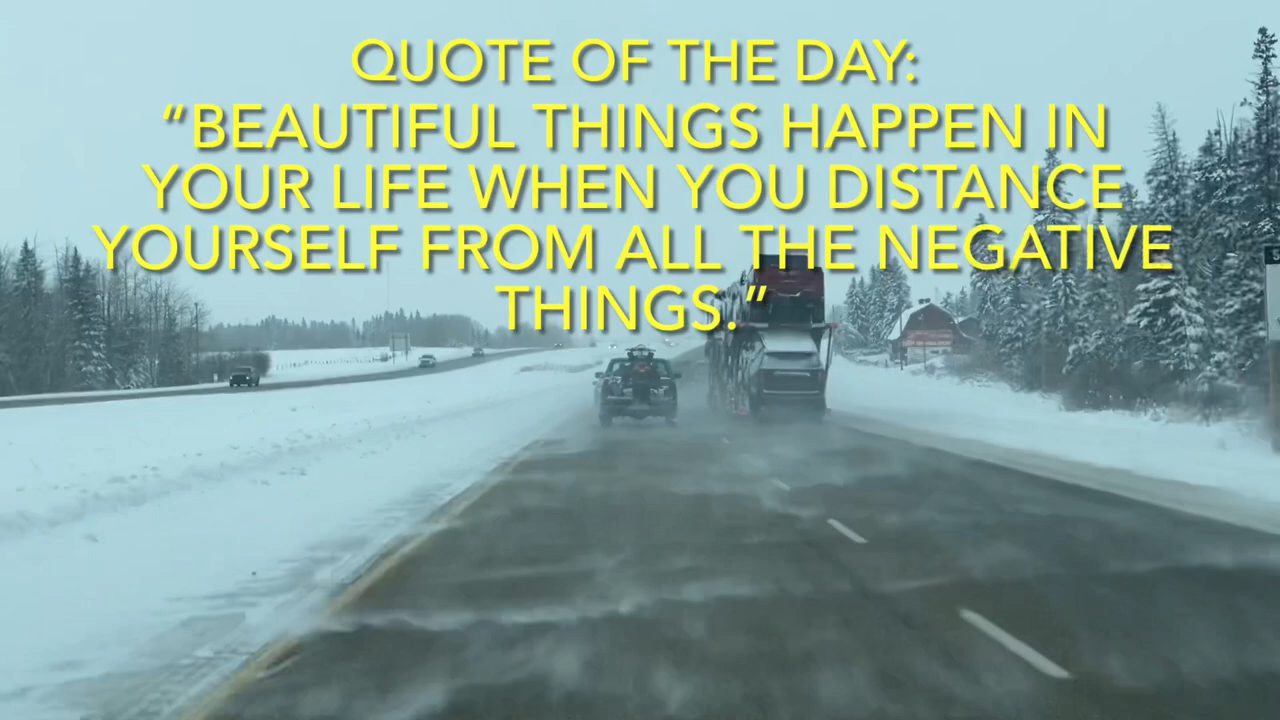 QUOTE OF THE DAY:
“BEAUTIFUL THINGS HAPPEN IN
YOUR LIFE WHEN YOU DISTANCE
YOURSELF FROM ALL THE NEGATIVE
THINGS.”